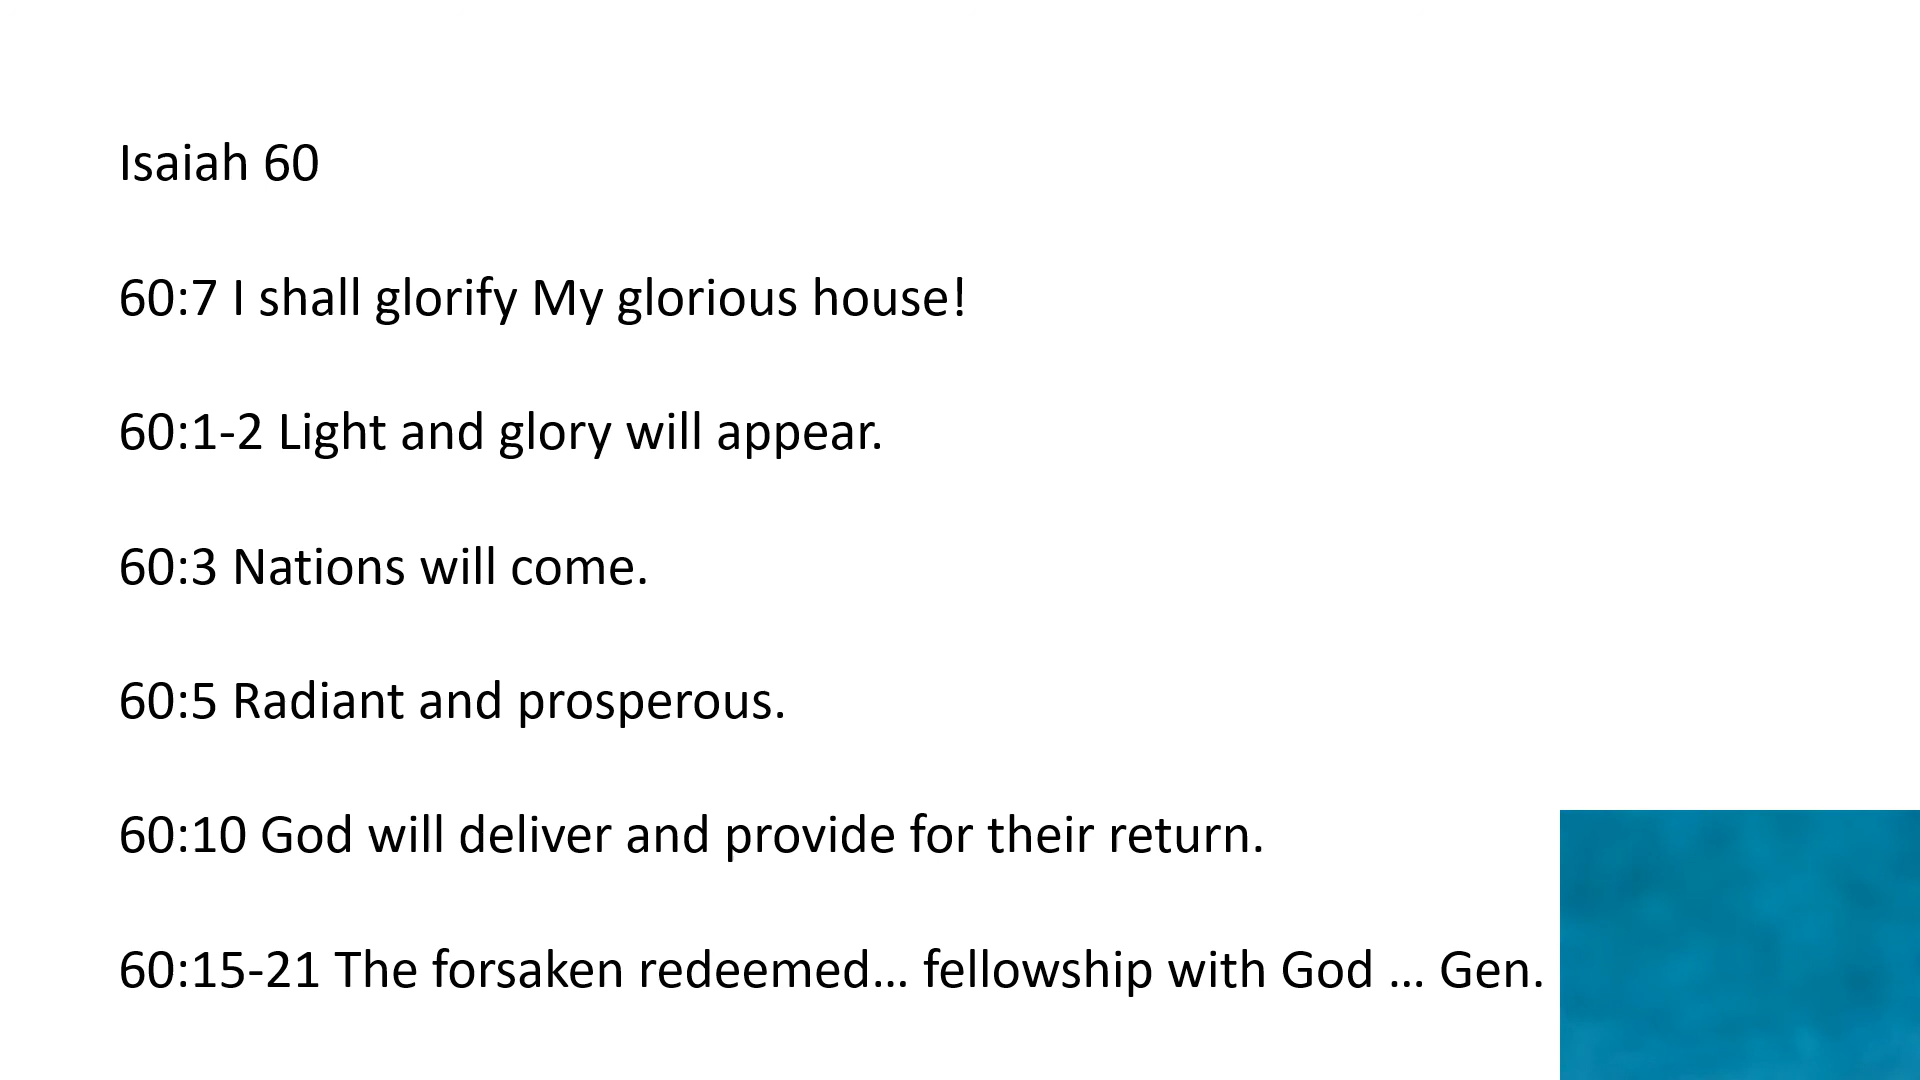 Isaiah 60
60:7 I shall glorify My glorious house!
60:1-2 Light and glory will appear.
60:3 Nations will come.
60:5 Radiant and prosperous.
60:10 God will deliver and provide for their return.
60:15-21 The forsaken redeemed... fellowship with God ... Gen.